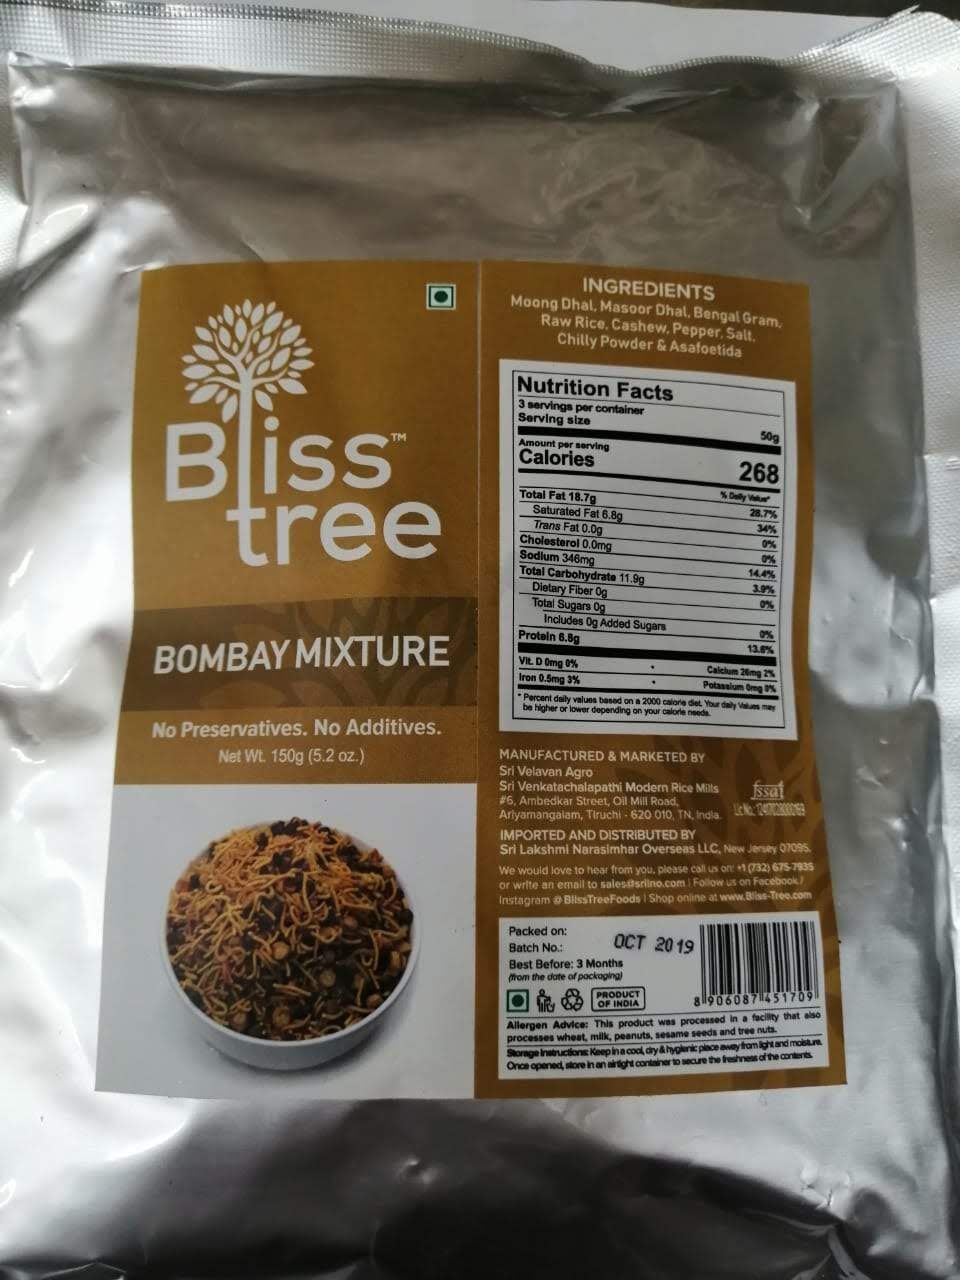 Bliss™
tree
BOMBAY MIXTURE
No Preservatives. No Additives.
Net Wt. 150g (5.2 oz.)
INGREDIENTS
Moong Dhal, Masoor Dhal, Bengal Gram,
Raw Rice, Cashew, Pepper, Salt,
Chilly Powder & Asafoetida
Nutrition Facts
3 servings per container
Serving size 50g
Amount per serving
Calories 268
% Daily Value*
Total Fat 18.7g 28.7%
Saturated Fat 6.8g 34%
Trans Fat 0.0g 0%
Cholesterol 0.0mg 0%
Sodium 346mg 14.4%
Total Carbohydrate 11.9g 3.9%
Dietary Fiber 0g 0%
Total Sugars 0g
Includes 0g Added Sugars 0%
Protein 6.8g 13.6%
Vit. D 0mg 0% • Calcium 26mg 2%
Iron 0.5mg 3% • Potassium 0mg 0%
* Percent daily values based on a 2000 calorie diet. Your daily Values may
be higher or lower depending on your calorie needs.
MANUFACTURED & MARKETED BY
Sri Velavan Agro
Sri Venkatachalapathi Modern Rice Mills
#6, Ambedkar Street, Oil Mill Road,
Ariyamangalam, Tiruchi - 620 010, TN, India.
fssai
Lic No.
IMPORTED AND DISTRIBUTED BY
Sri Lakshmi Narasimhar Overseas LLC, New Jersey 07095.
We would love to hear from you, please call us on: +1 (732) 675-7935
or write an email to sales@srilno.com | Follow us on Facebook /
Instagram @ BlissTreeFoods | Shop online at www.Bliss-Tree.com
Packed on: OCT 2019
Batch No.:
Best Before: 3 Months
(from the date of packaging)
PRODUCT
OF INDIA
8 906087 451709
Allergen Advice: This product was processed in a facility that also
processes wheat, milk, peanuts, sesame seeds and tree nuts.
Storage Instructions: Keep in a cool, dry & hygienic place away from light and moisture.
Once opened, store in an airtight container to secure the freshness of the contents.